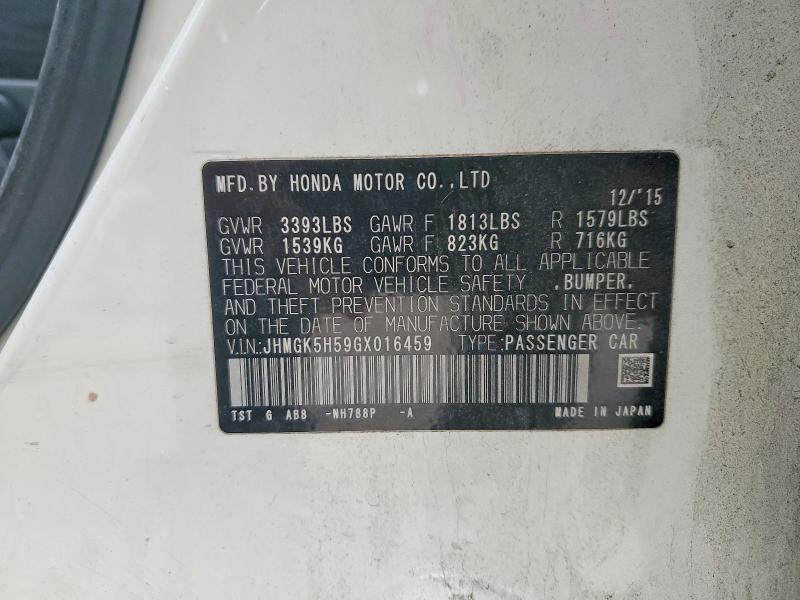 MFD.BY HONDA MOTOR CO.,LTD
12/'15
GVWR 3393LBS GAWR F 1813LBS R 1579LBS
GVWR 1539KG GAWR F 823KG R 716KG
THIS VEHICLE CONFORMS TO ALL APPLICABLE
FEDERAL MOTOR VEHICLE SAFETY ,BUMPER,
AND THEFT PREVENTION STANDARDS IN EFFECT
ON THE DATE OF MANUFACTURE SHOWN ABOVE.
V.I.N.:JHMGK5H59GX016459 TYPE:PASSENGER CAR
TST G AB8 -NH788P -A MADE IN JAPAN